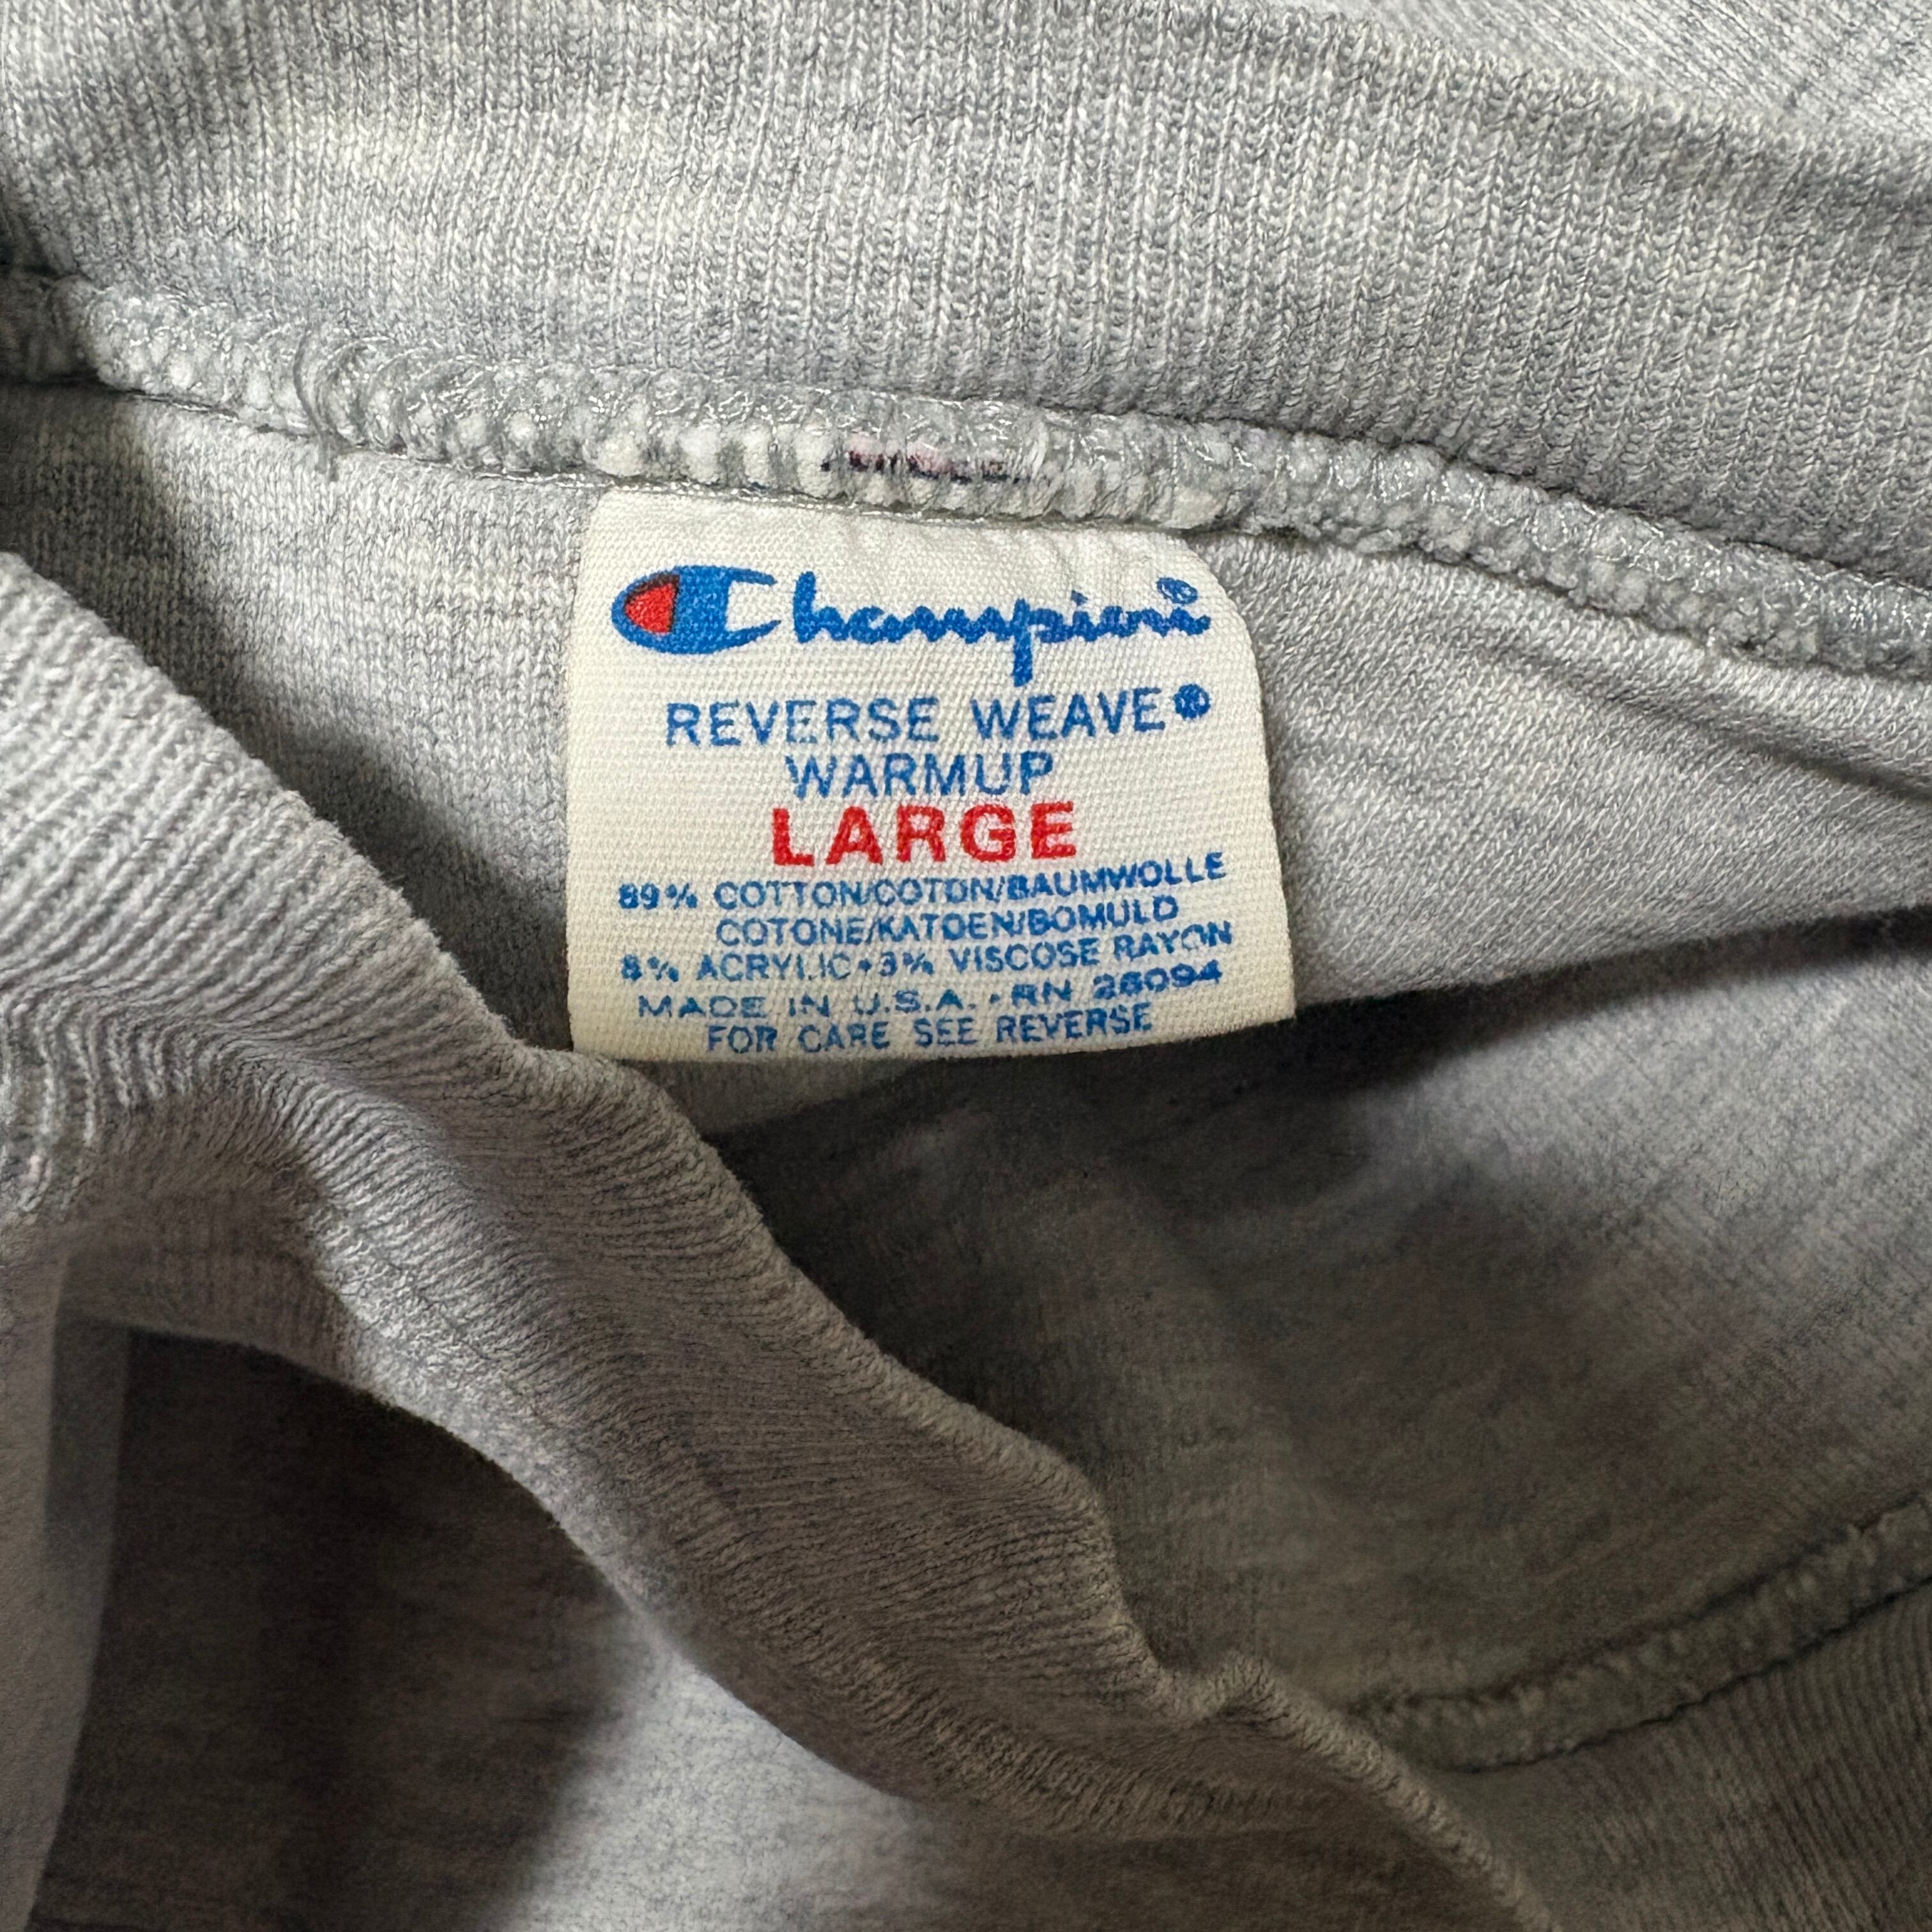 Champion®
REVERSE WEAVE®
WARMUP
LARGE
89% COTTON/COTON/BAUMWOLLE
COTONE/KATOEN/BOMULD
8% ACRYLIC•3% VISCOSE RAYON
MADE IN U.S.A. • RN 26094
FOR CARE SEE REVERSE